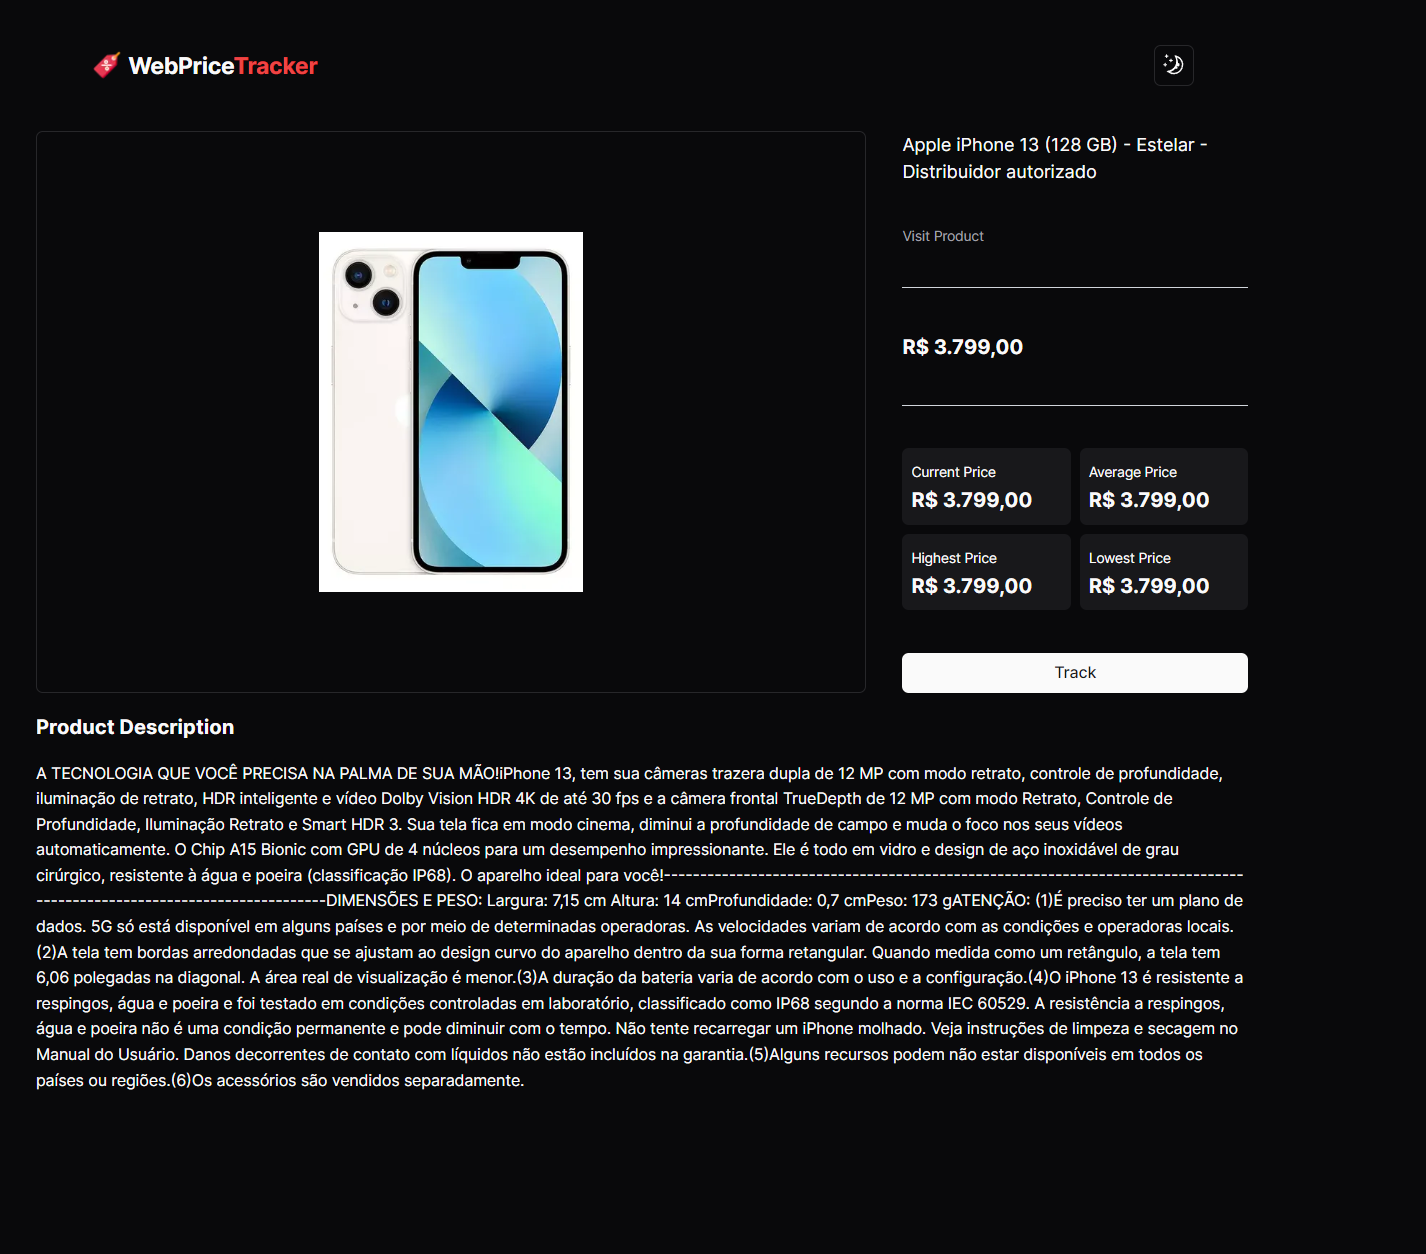 WebPriceTracker
Apple iPhone 13 (128 GB) - Estelar -
Distribuidor autorizado
Visit Product
R$ 3.799,00
Current Price
R$ 3.799,00
Average Price
R$ 3.799,00
Highest Price
R$ 3.799,00
Lowest Price
R$ 3.799,00
Track
Product Description
A TECNOLOGIA QUE VOCÊ PRECISA NA PALMA DE SUA MÃO!iPhone 13, tem sua câmeras trazera dupla de 12 MP com modo retrato, controle de profundidade,
iluminação de retrato, HDR inteligente e vídeo Dolby Vision HDR 4K de até 30 fps e a câmera frontal TrueDepth de 12 MP com modo Retrato, Controle de
Profundidade, Iluminação Retrato e Smart HDR 3. Sua tela fica em modo cinema, diminui a profundidade de campo e muda o foco nos seus vídeos
automaticamente. O Chip A15 Bionic com GPU de 4 núcleos para um desempenho impressionante. Ele é todo em vidro e design de aço inoxidável de grau
cirúrgico, resistente à água e poeira (classificação IP68). O aparelho ideal para você!--------------------------------------------------------------------------------
----------------------------------------DIMENSÕES E PESO: Largura: 7,15 cm Altura: 14 cmProfundidade: 0,7 cmPeso: 173 gATENÇÃO: (1)É preciso ter um plano de
dados. 5G só está disponível em alguns países e por meio de determinadas operadoras. As velocidades variam de acordo com as condições e operadoras locais.
(2)A tela tem bordas arredondadas que se ajustam ao design curvo do aparelho dentro da sua forma retangular. Quando medida como um retângulo, a tela tem
6,06 polegadas na diagonal. A área real de visualização é menor.(3)A duração da bateria varia de acordo com o uso e a configuração.(4)O iPhone 13 é resistente a
respingos, água e poeira e foi testado em condições controladas em laboratório, classificado como IP68 segundo a norma IEC 60529. A resistência a respingos,
água e poeira não é uma condição permanente e pode diminuir com o tempo. Não tente recarregar um iPhone molhado. Veja instruções de limpeza e secagem no
Manual do Usuário. Danos decorrentes de contato com líquidos não estão incluídos na garantia.(5)Alguns recursos podem não estar disponíveis em todos os
países ou regiões.(6)Os acessórios são vendidos separadamente.